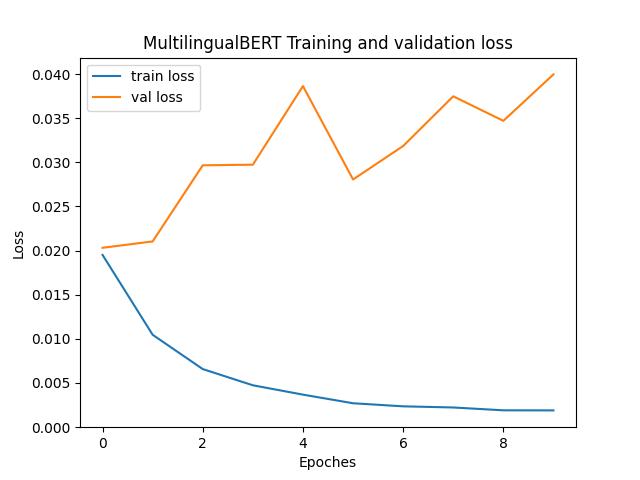 MultilingualBERT Training and validation loss
train loss
val loss
0.040
0.035
0.030
0.025
0.020
0.015
0.010
0.005
0.000
Loss
0 2 4 6 8
Epoches